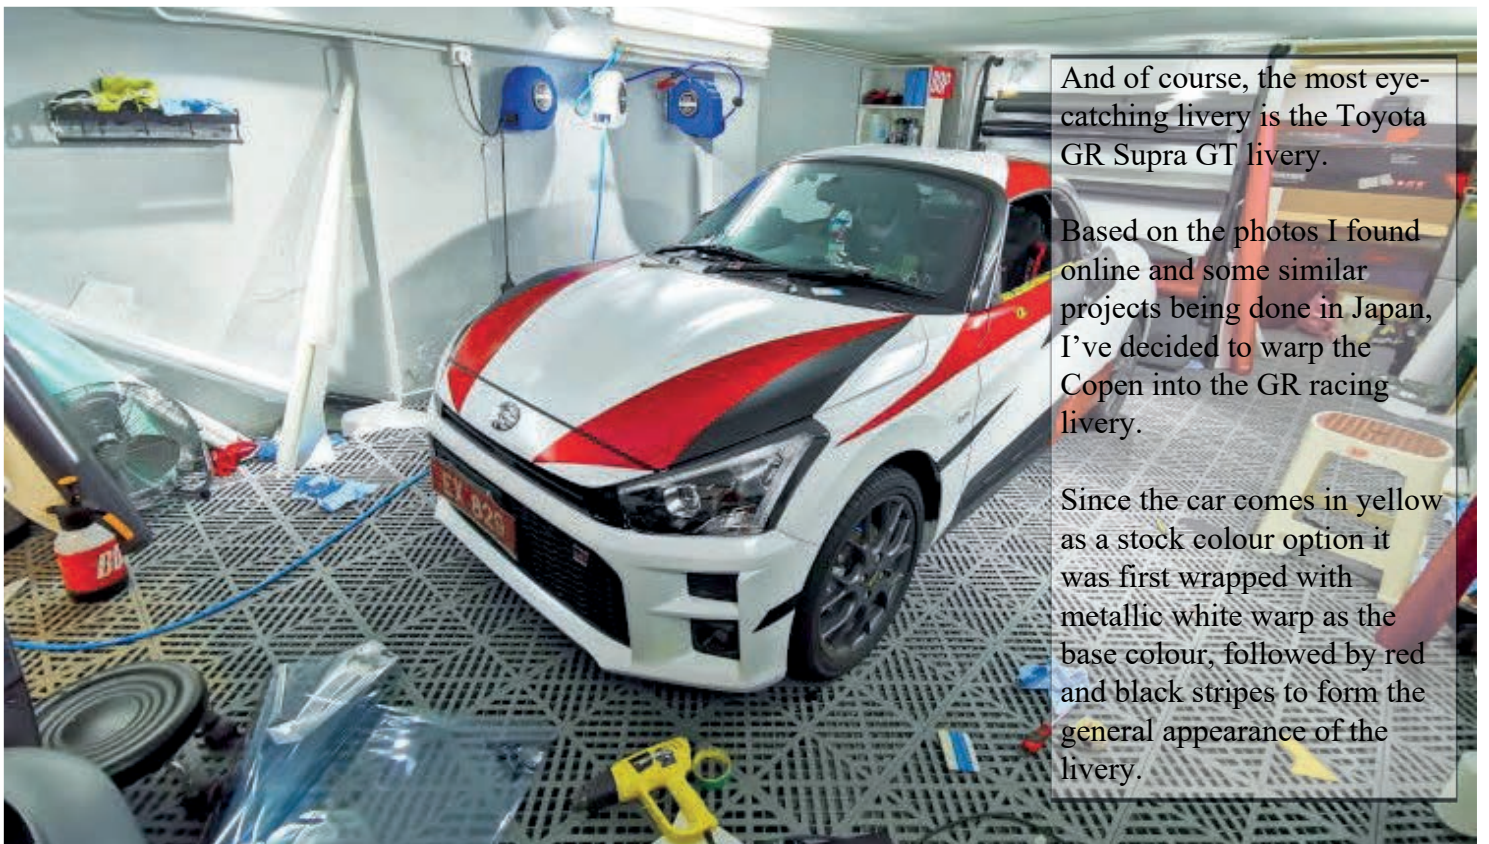 BOP
And of course, the most eye-
catching livery is the Toyota
GR Supra GT livery.
Based on the photos I found
online and some similar
projects being done in Japan,
I've decided to warp the
Copen into the GR racing
livery.
Since the car comes in yellow
as a stock colour option it
was first wrapped with
metallic white warp as the
base colour, followed by red
and black stripes to form the
general appearance of the
livery.